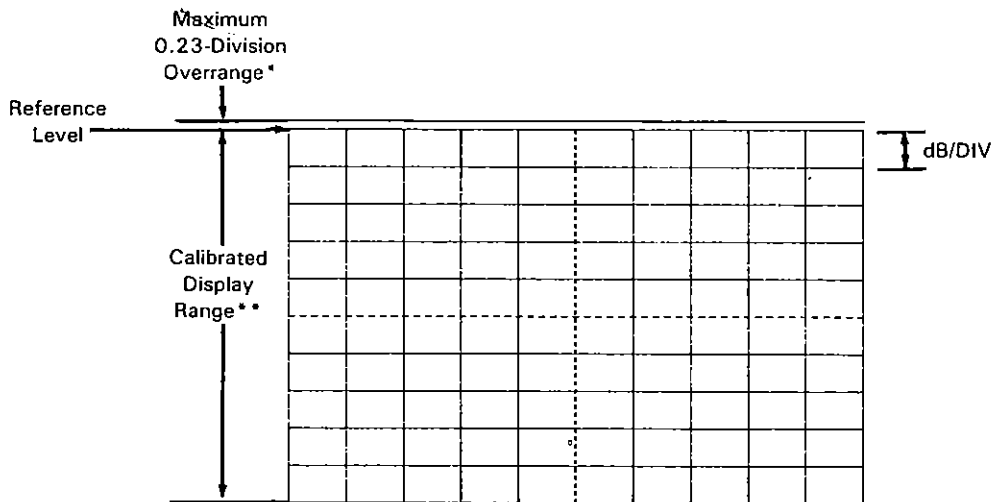 Maximum
0.23-Division
Overrange*
Reference
Level
dB/DIV
Calibrated
Display
Range**